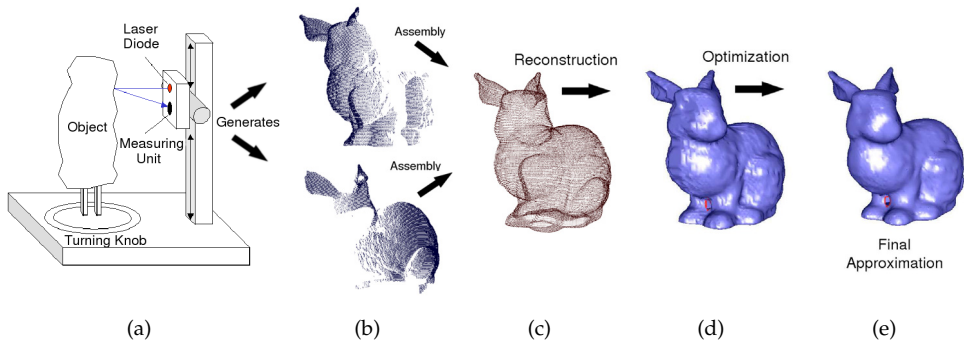 Laser
Diode
Object
Measuring
Unit
Turning Knob
Generates
Assembly
Assembly
Reconstruction
Optimization
Final
Approximation
(a)
(b)
(c)
(d)
(e)